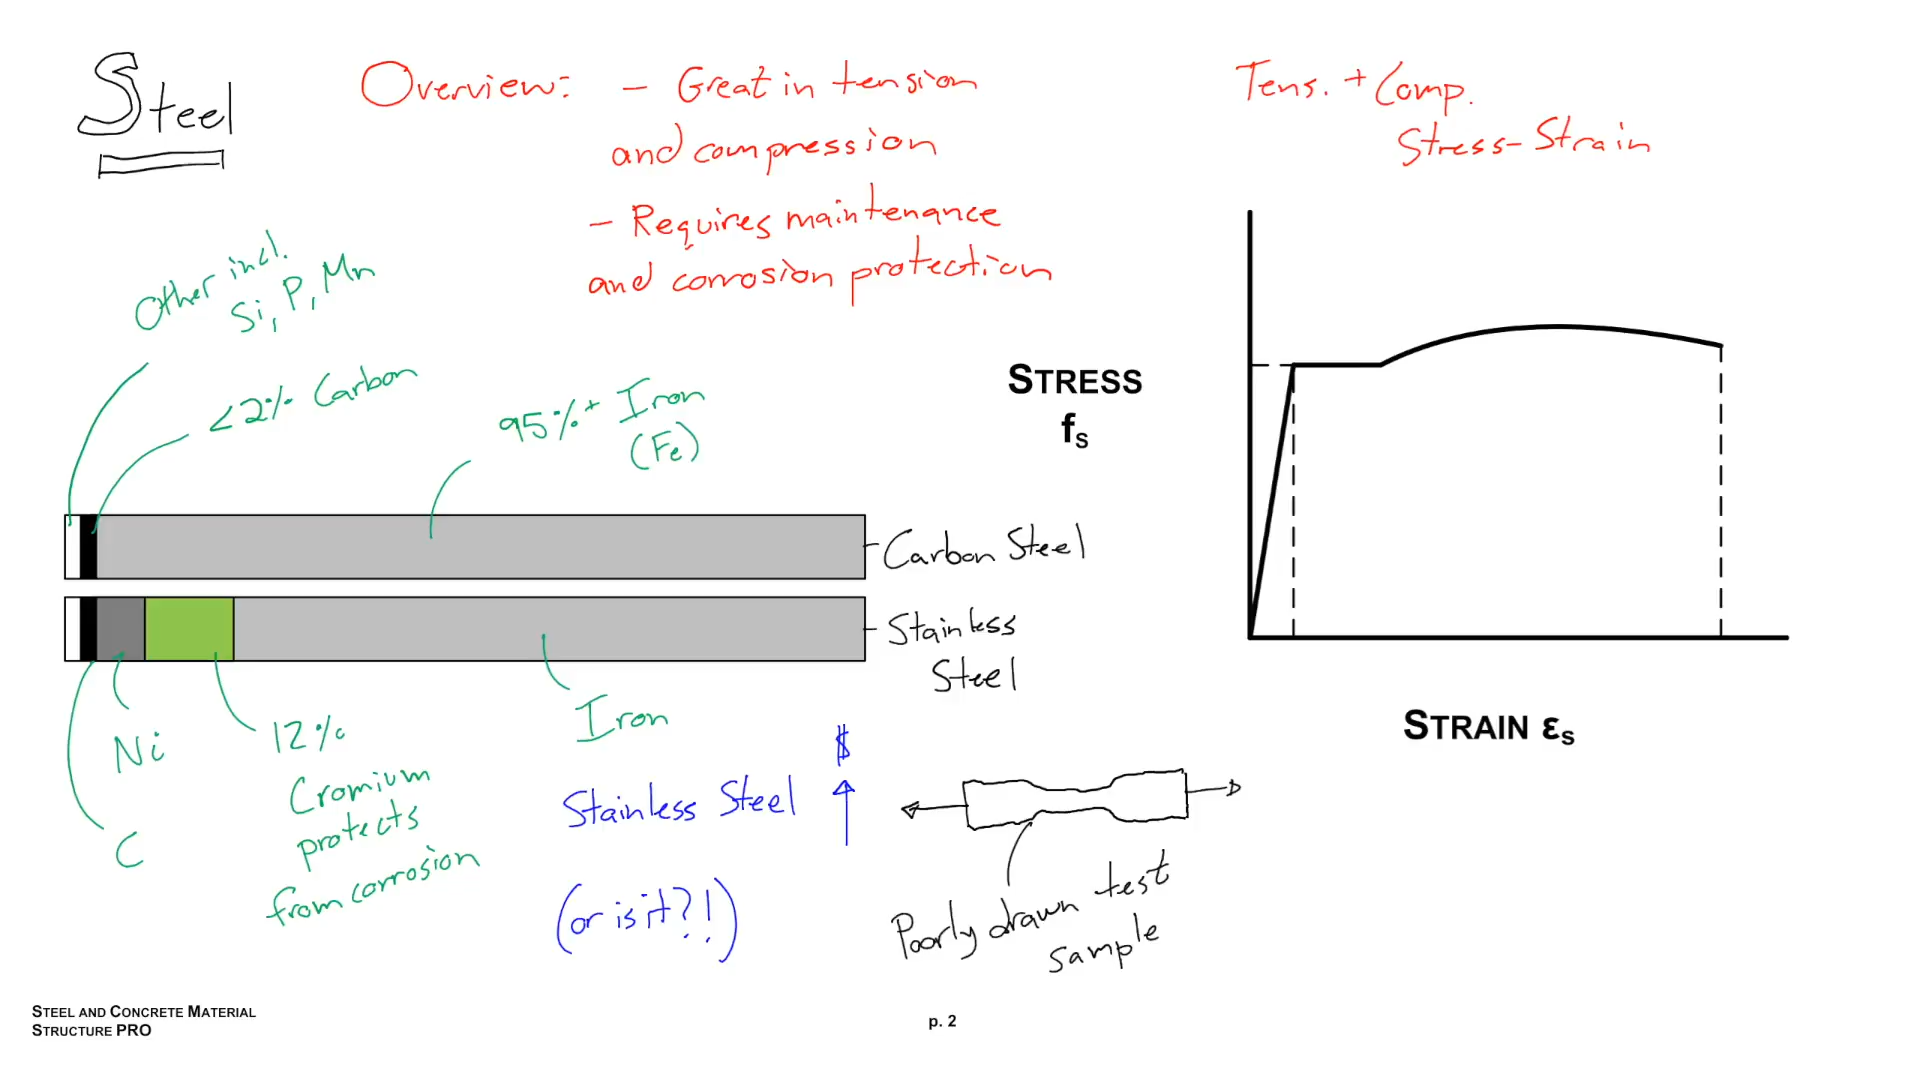 Steel
Overview: - Great in tension
and compression
- Requires maintenance
and corrosion protection
Tens. + Comp.
Stress-Strain
Other incl.
Si, P, Mn
<2% Carbon
95%+ Iron
(Fe)
Carbon Steel
Stainless
Steel
Ni
C
12%
Cromium
protects
from corrosion
Iron
Stainless Steel
$
(or is it?!)
Poorly drawn test
sample
STRESS
fs
STRAIN εs
STEEL AND CONCRETE MATERIAL
STRUCTURE PRO
p. 2